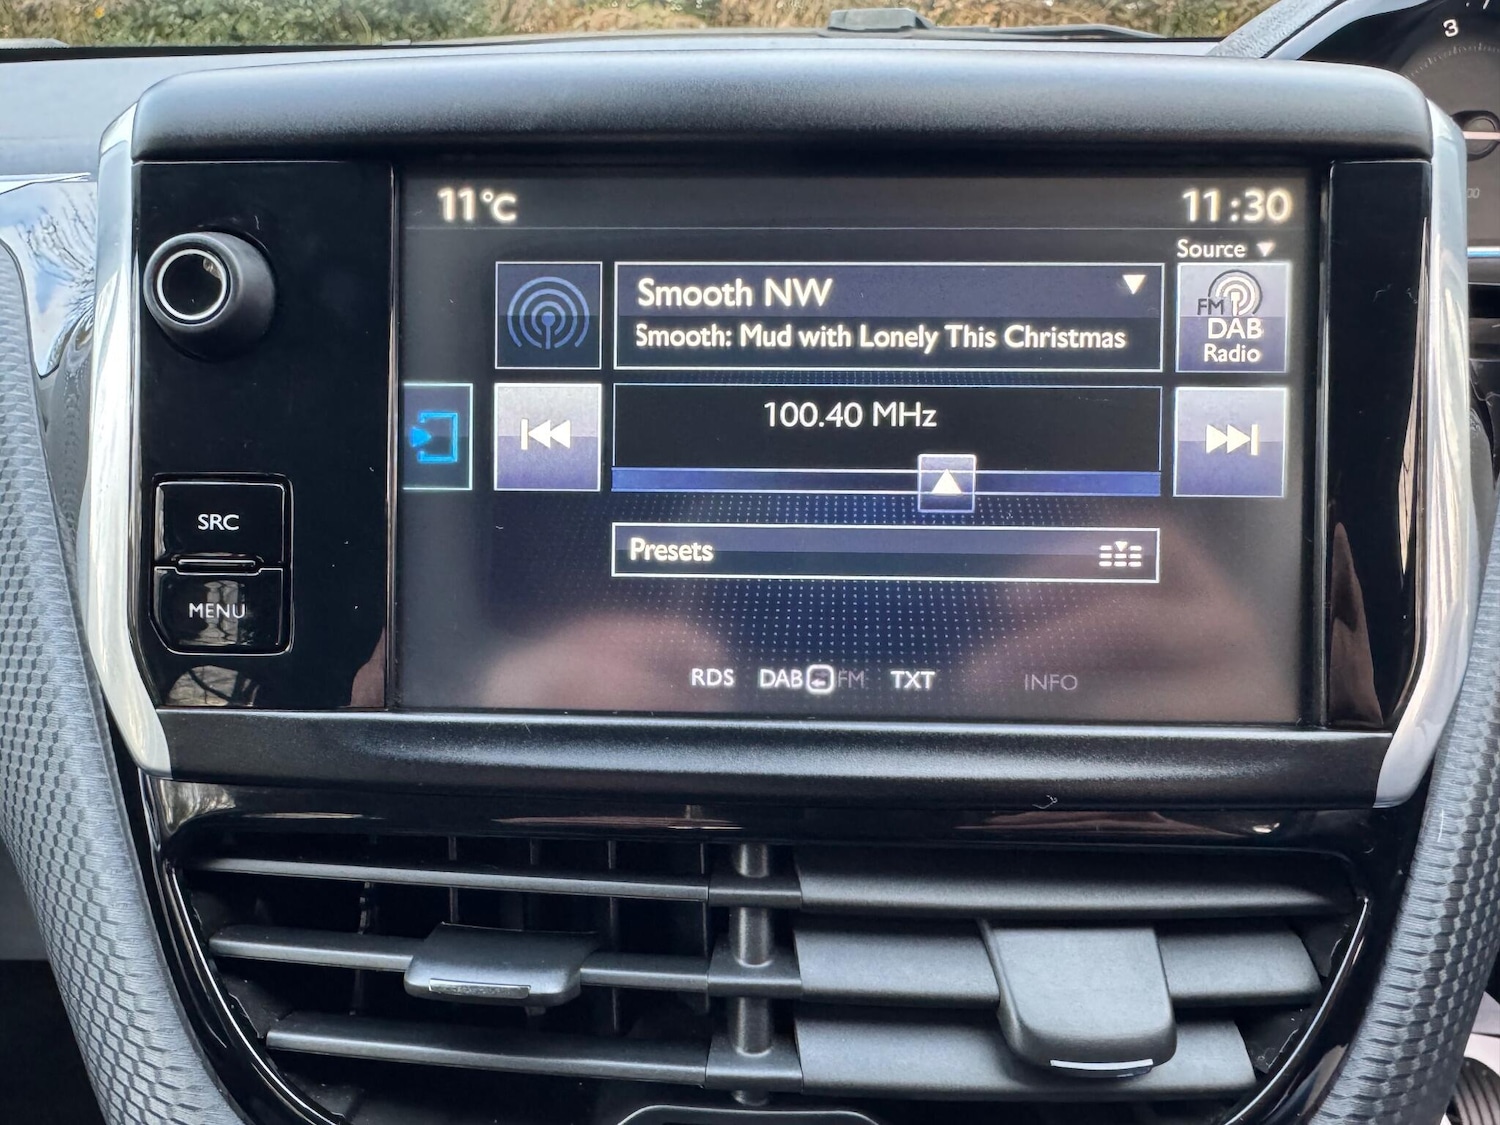 11°C
11:30
Source
Smooth NW
Smooth: Mud with Lonely This Christmas
FM
DAB
Radio
100.40 MHz
SRC
Presets
MENU
RDS DAB FM TXT INFO
3